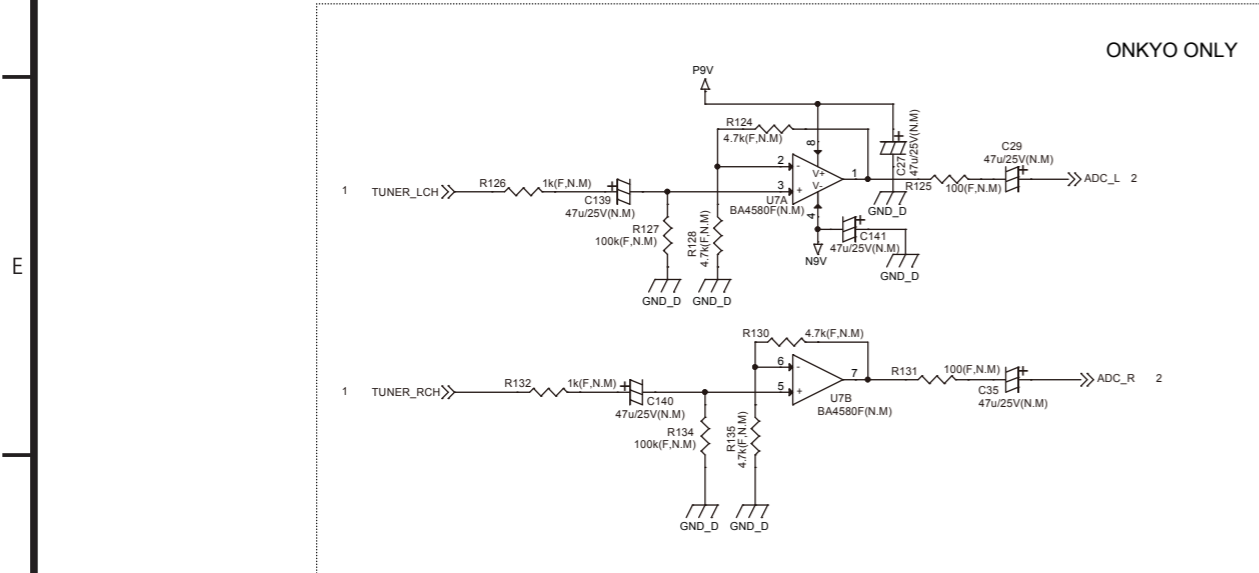 ONKYO ONLY
P9V
R124
4.7k(F,N.M)
8
C27
47u/25V(N.M)
C29
47u/25V(N.M)
2
-
V+
1
V-
3
+
1
TUNER_LCH
R126
1k(F,N.M)
+
C139
47u/25V(N.M)
U7A
BA4580F(N.M)
4
R125
100(F,N.M)
+
ADC_L
2
+
GND_D
R127
100k(F,N.M)
R128
4.7k(F,N.M)
N9V
+
C141
47u/25V(N.M)
GND_D
GND_D
GND_D
E
R130
4.7k(F,N.M)
6
-
7
5
+
U7B
BA4580F(N.M)
1
TUNER_RCH
R132
1k(F,N.M)
+
C140
47u/25V(N.M)
R131
100(F,N.M)
+
C35
47u/25V(N.M)
ADC_R
2
R134
100k(F,N.M)
R135
4.7k(F,N.M)
GND_D
GND_D